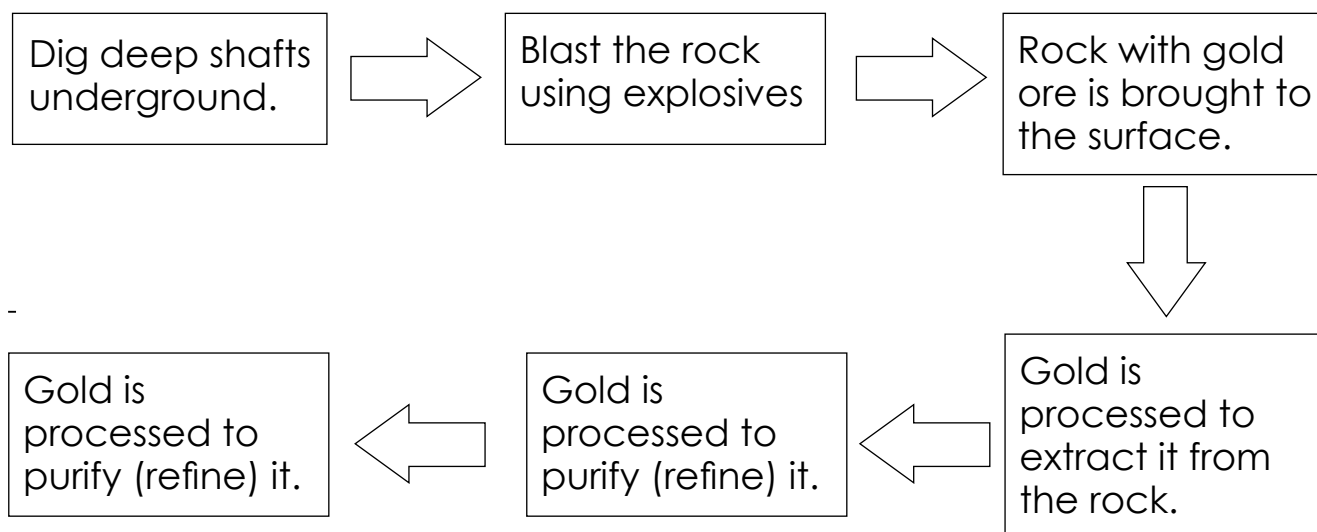 Dig deep shafts
underground.
Blast the rock
using explosives
Rock with gold
ore is brought to
the surface.
Gold is
processed to
extract it from
the rock.
Gold is
processed to
purify (refine) it.
Gold is
processed to
purify (refine) it.
-